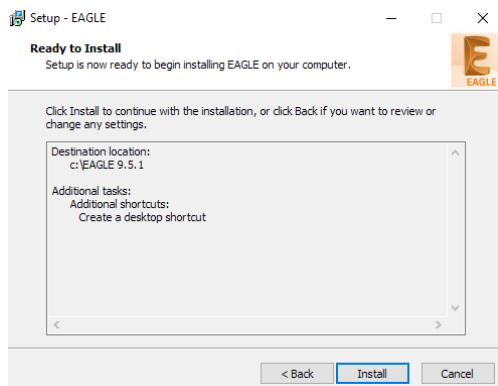 Setup - EAGLE
Ready to Install
Setup is now ready to begin installing EAGLE on your computer.
EAGLE
Click Install to continue with the installation, or click Back if you want to review or
change any settings.
Destination location:
c:\EAGLE 9.5.1
Additional tasks:
Additional shortcuts:
Create a desktop shortcut
< Back
Install
Cancel